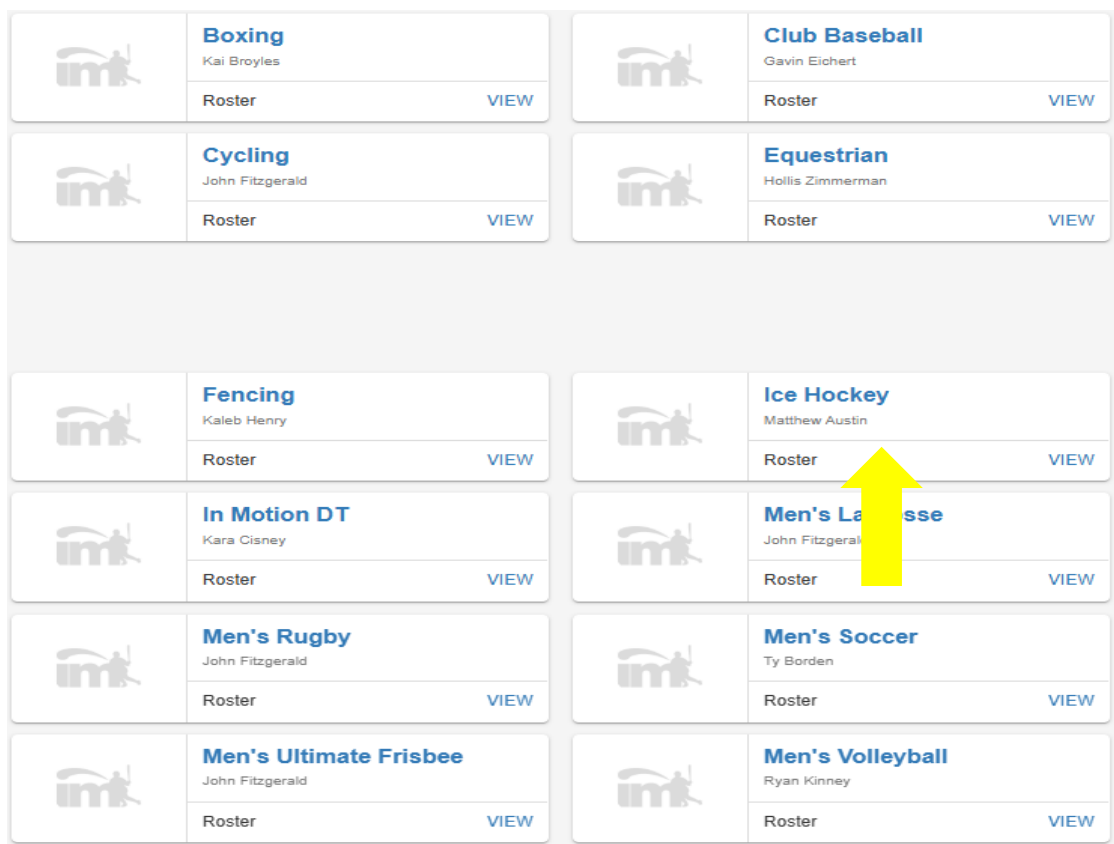 Boxing
Kai Broyles
Roster VIEW
Club Baseball
Gavin Eichert
Roster VIEW
Cycling
John Fitzgerald
Roster VIEW
Equestrian
Hollis Zimmerman
Roster VIEW
Fencing
Kaleb Henry
Roster VIEW
Ice Hockey
Matthew Austin
Roster VIEW
In Motion DT
Kara Cisney
Roster VIEW
Men's
John
Roster VIEW
Men's Rugby
John Fitzgerald
Roster VIEW
Men's Soccer
Ty Borden
Roster VIEW
Men's Ultimate Frisbee
John Fitzgerald
Roster VIEW
Men's Volleyball
Ryan Kinney
Roster VIEW